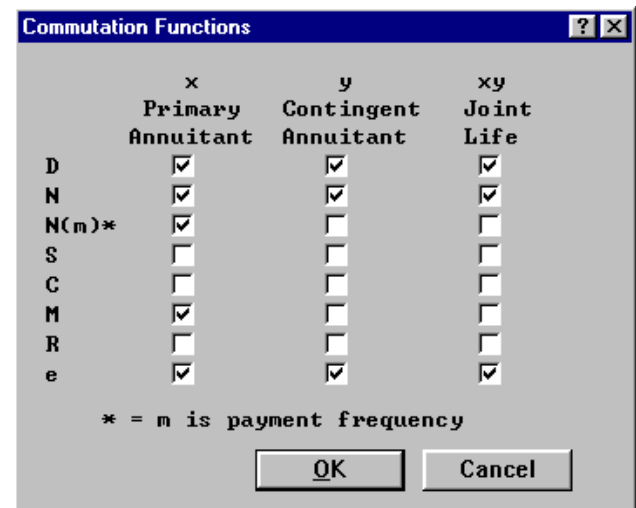 Commutation Functions
x y xy
Primary Contingent Joint
Annuitant Annuitant Life
D
N
N(m)*
S
C
M
R
e
* = m is payment frequency
OK Cancel